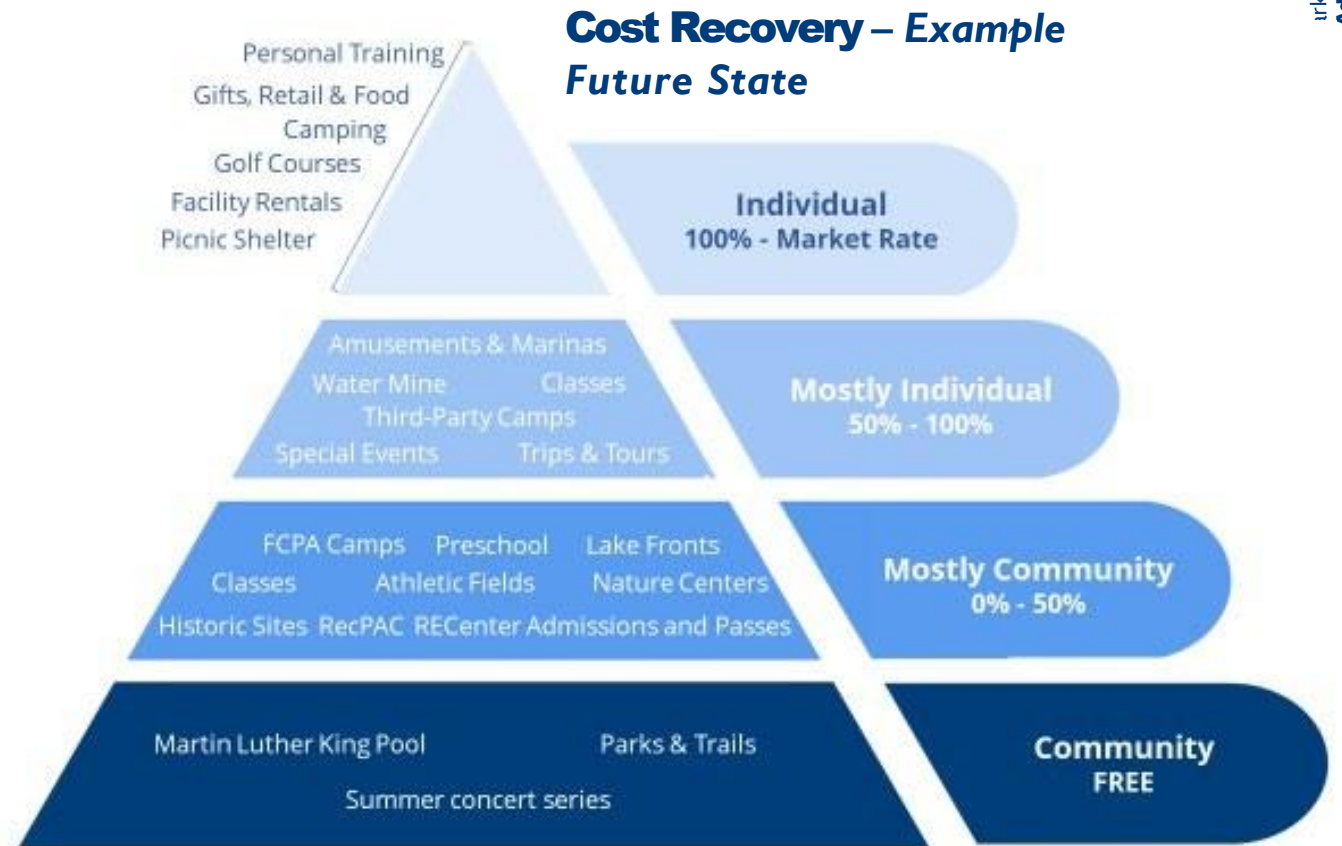 Cost Recovery – Example
Future State
Personal Training
Gifts, Retail & Food
Camping
Golf Courses
Facility Rentals
Picnic Shelter
Individual
100% - Market Rate
Amusements & Marinas
Water Mine Classes
Third-Party Camps
Special Events Trips & Tours
Mostly Individual
50% - 100%
FCPA Camps Preschool Lake Fronts
Classes Athletic Fields Nature Centers
Historic Sites RecPAC RECenter Admissions and Passes
Mostly Community
0% - 50%
Martin Luther King Pool Parks & Trails
Summer concert series
Community
FREE